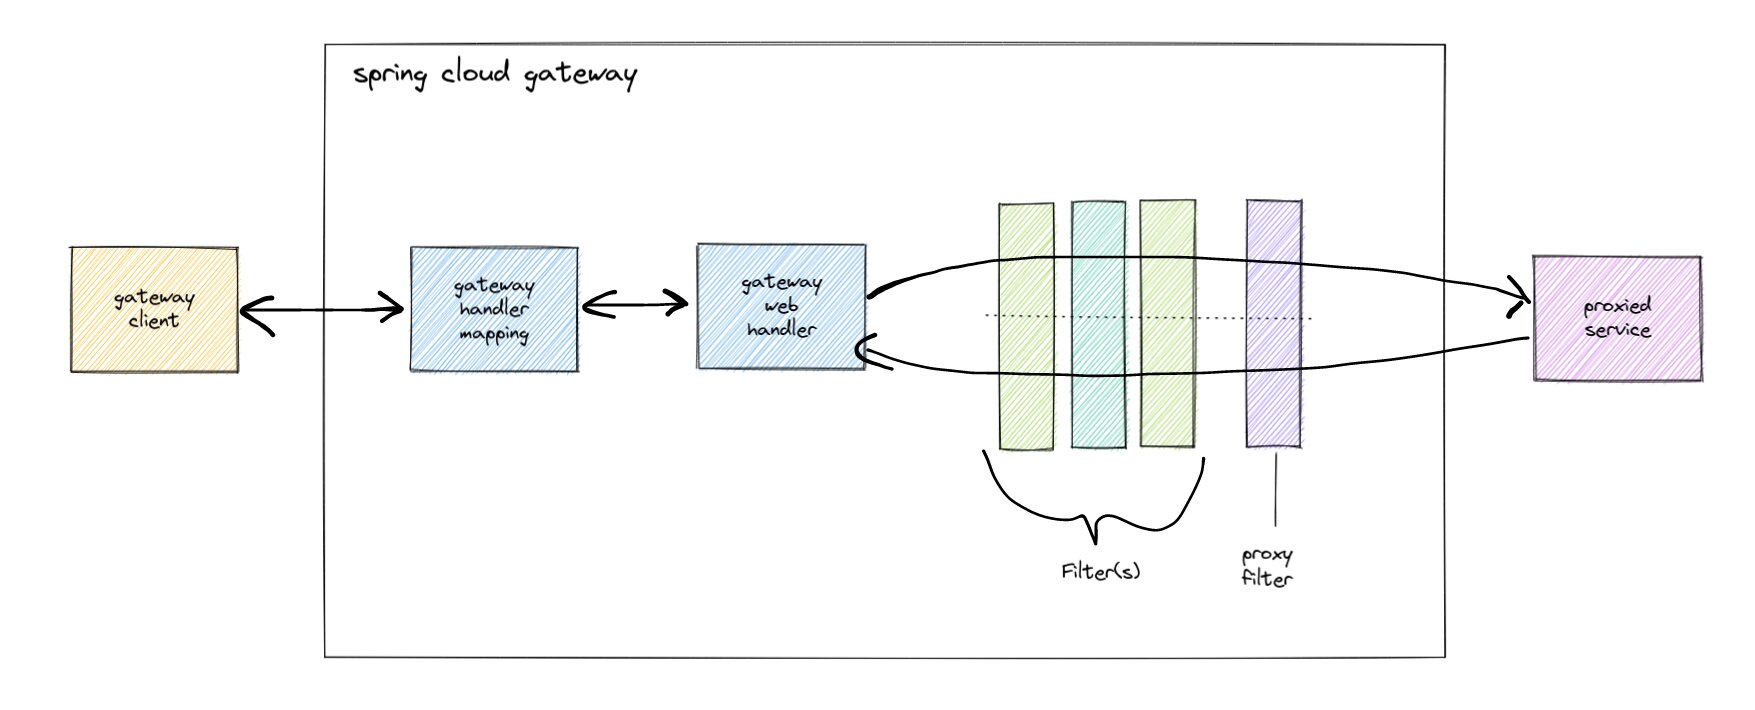 spring cloud gateway
gateway
client
gateway
handler
mapping
gateway
web
handler
proxied
service
Filter(s)
proxy
filter